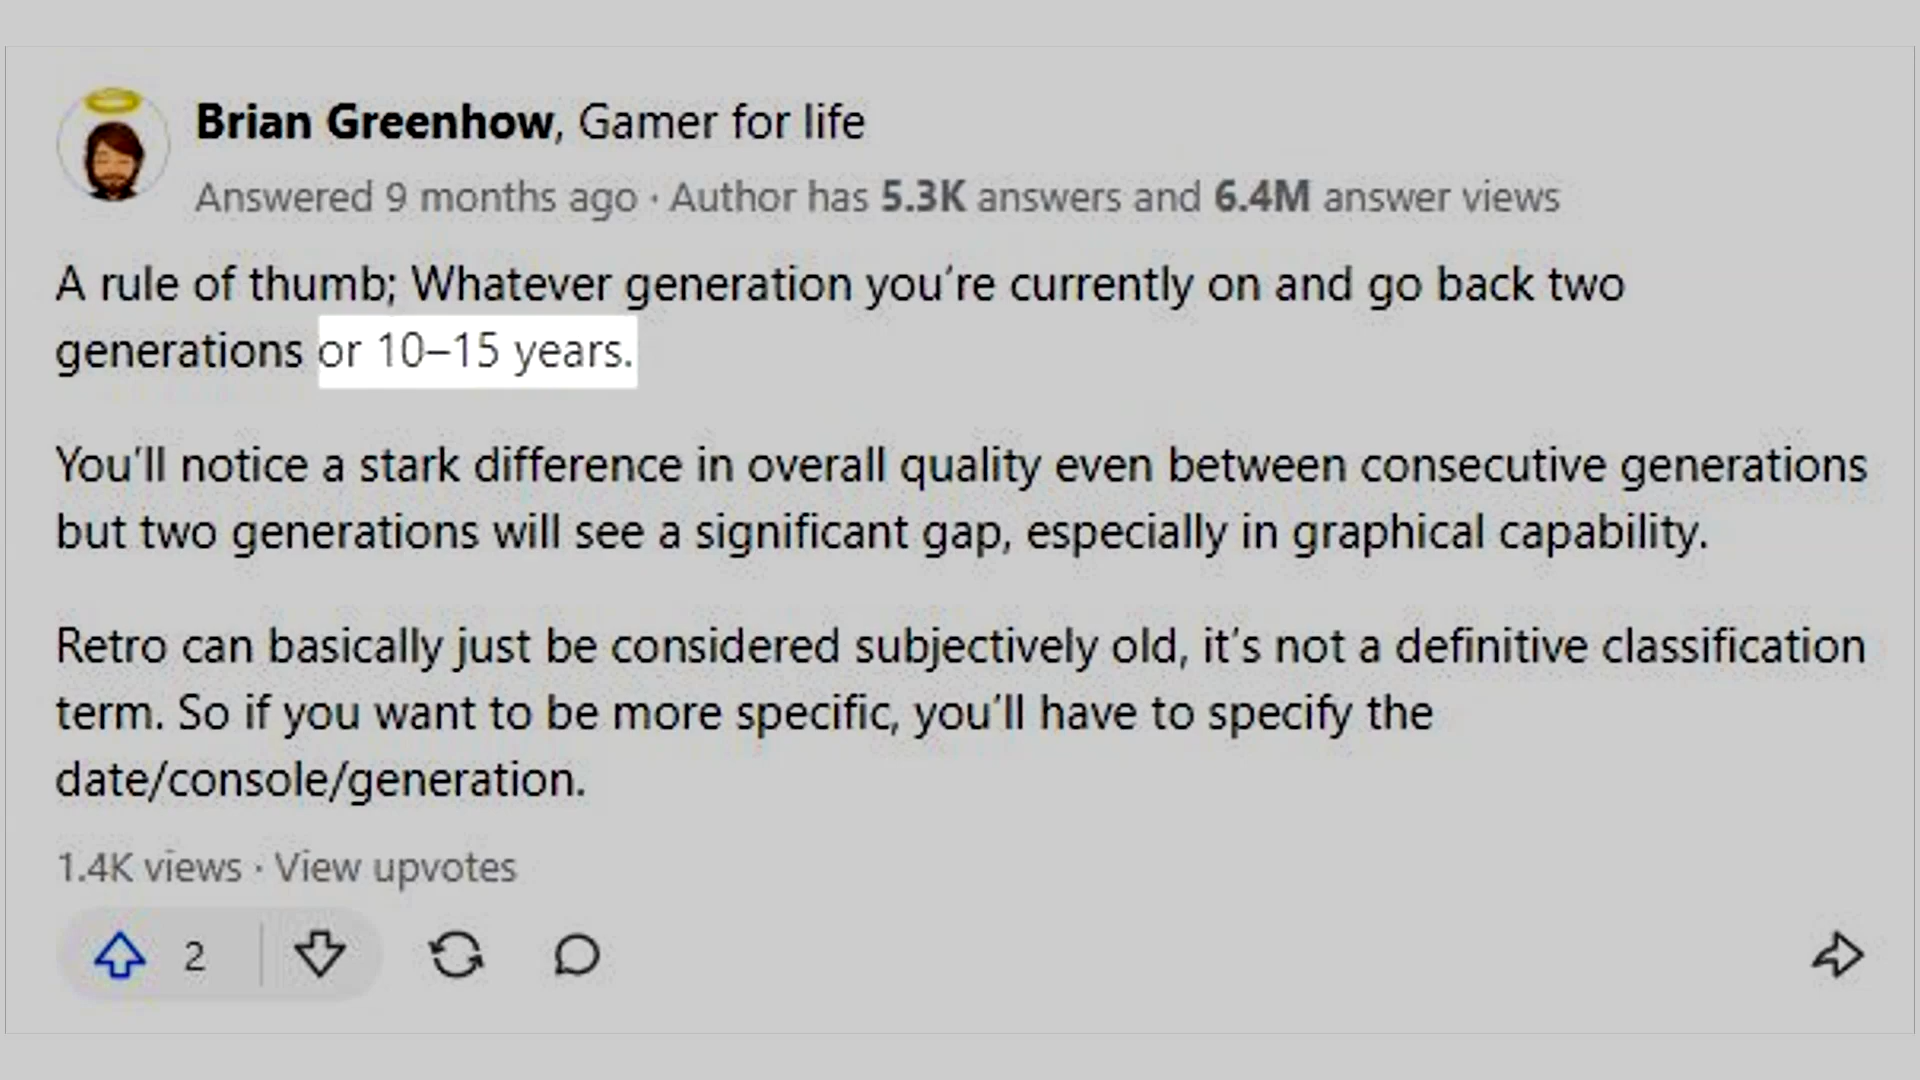 Brian Greenhow, Gamer for life
Answered 9 months ago · Author has 5.3K answers and 6.4M answer views
A rule of thumb; Whatever generation you’re currently on and go back two
generations or 10–15 years.
You’ll notice a stark difference in overall quality even between consecutive generations
but two generations will see a significant gap, especially in graphical capability.
Retro can basically just be considered subjectively old, it’s not a definitive classification
term. So if you want to be more specific, you’ll have to specify the
date/console/generation.
1.4K views · View upvotes
2